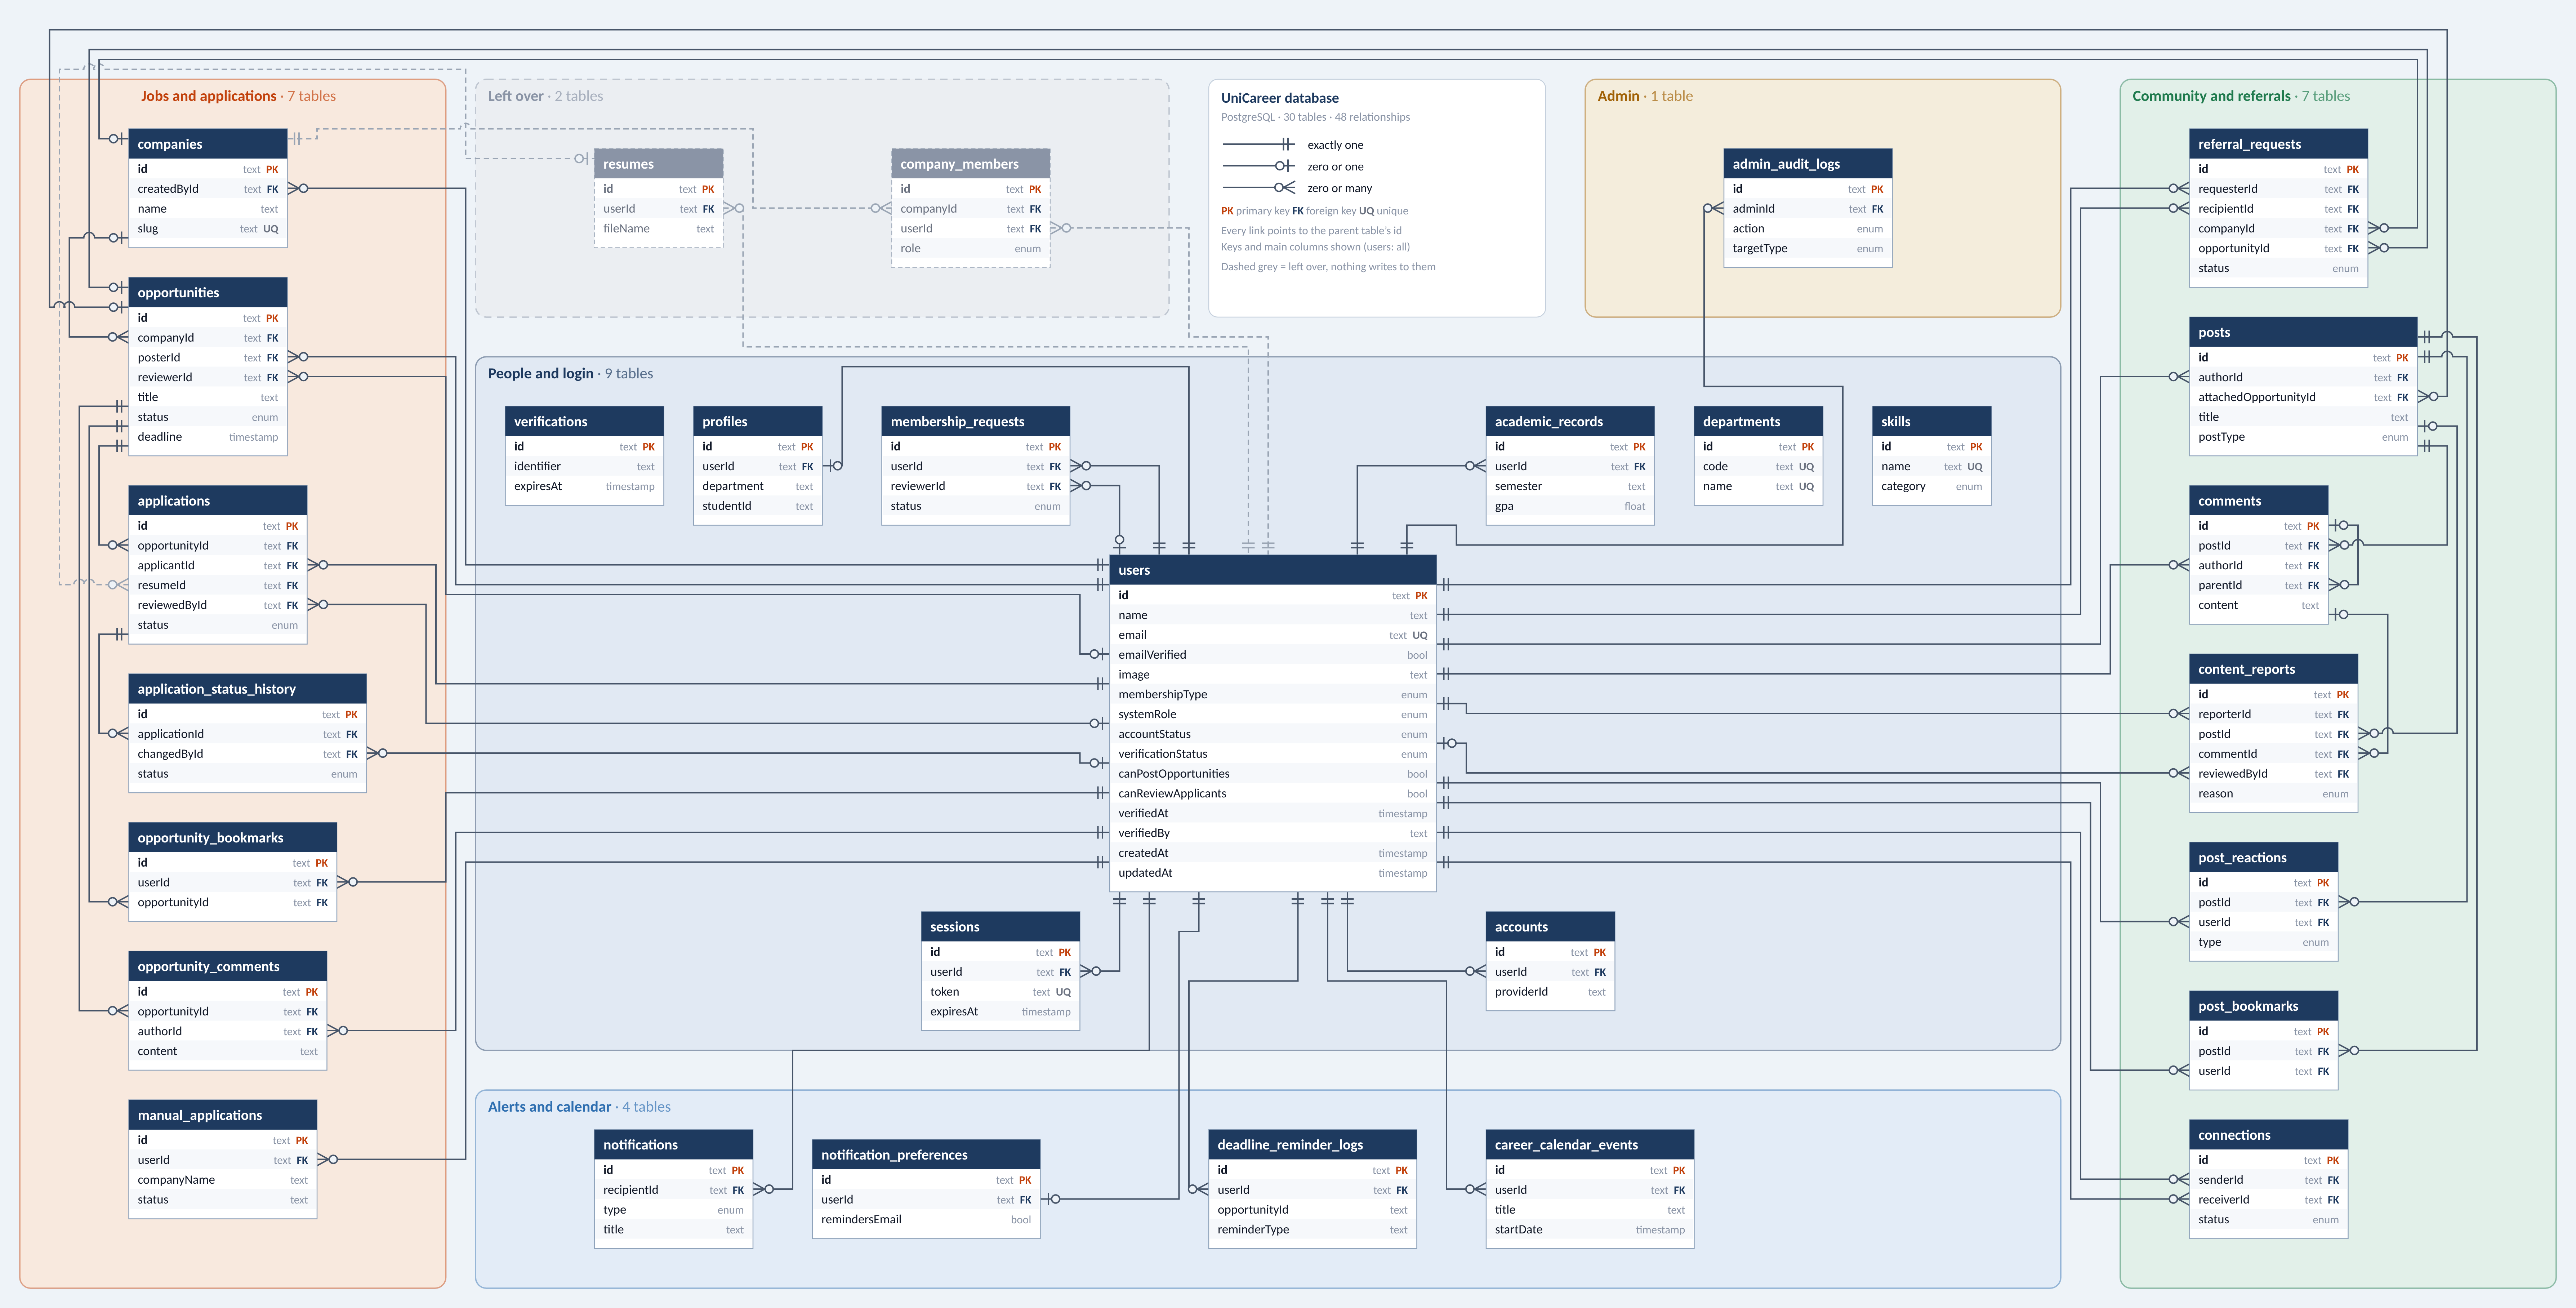 Jobs and applications · 7 tables
companies
id text PK
createdById text FK
name text
slug text UQ
opportunities
id text PK
companyId text FK
posterId text FK
reviewerId text FK
title text
status enum
deadline timestamp
applications
id text PK
opportunityId text FK
applicantId text FK
resumeId text FK
reviewedById text FK
status enum
application_status_history
id text PK
applicationId text FK
changedById text FK
status enum
opportunity_bookmarks
id text PK
userId text FK
opportunityId text FK
opportunity_comments
id text PK
opportunityId text FK
authorId text FK
content text
manual_applications
id text PK
userId text FK
companyName text
status text
Left over · 2 tables
resumes
id text PK
userId text FK
fileName text
company_members
id text PK
companyId text FK
userId text FK
role enum
UniCareer database
PostgreSQL · 30 tables · 48 relationships
exactly one
zero or one
zero or many
PK primary key FK foreign key UQ unique
Every link points to the parent table's id
Keys and main columns shown (users: all)
Dashed grey = left over, nothing writes to them
Admin · 1 table
admin_audit_logs
id text PK
adminId text FK
action enum
targetType enum
People and login · 9 tables
verifications
id text PK
identifier text
expiresAt timestamp
profiles
id text PK
userId text FK
department text
studentId text
membership_requests
id text PK
userId text FK
reviewerId text FK
status enum
academic_records
id text PK
userId text FK
semester text
gpa float
departments
id text PK
code text UQ
name text UQ
skills
id text PK
name text UQ
category enum
users
id text PK
name text
email text UQ
emailVerified bool
image text
membershipType enum
systemRole enum
accountStatus enum
verificationStatus enum
canPostOpportunities bool
canReviewApplicants bool
verifiedAt timestamp
verifiedBy text
createdAt timestamp
updatedAt timestamp
sessions
id text PK
userId text FK
token text UQ
expiresAt timestamp
accounts
id text PK
userId text FK
providerId text
Alerts and calendar · 4 tables
notifications
id text PK
recipientId text FK
type enum
title text
notification_preferences
id text PK
userId text FK
remindersEmail bool
deadline_reminder_logs
id text PK
userId text FK
opportunityId text
reminderType text
career_calendar_events
id text PK
userId text FK
title text
startDate timestamp
Community and referrals · 7 tables
referral_requests
id text PK
requesterId text FK
recipientId text FK
companyId text FK
opportunityId text FK
status enum
posts
id text PK
authorId text FK
attachedOpportunityId text FK
title text
postType enum
comments
id text PK
postId text FK
authorId text FK
parentId text FK
content text
content_reports
id text PK
reporterId text FK
postId text FK
commentId text FK
reviewedById text FK
reason enum
post_reactions
id text PK
postId text FK
userId text FK
type enum
post_bookmarks
id text PK
postId text FK
userId text FK
connections
id text PK
senderId text FK
receiverId text FK
status enum